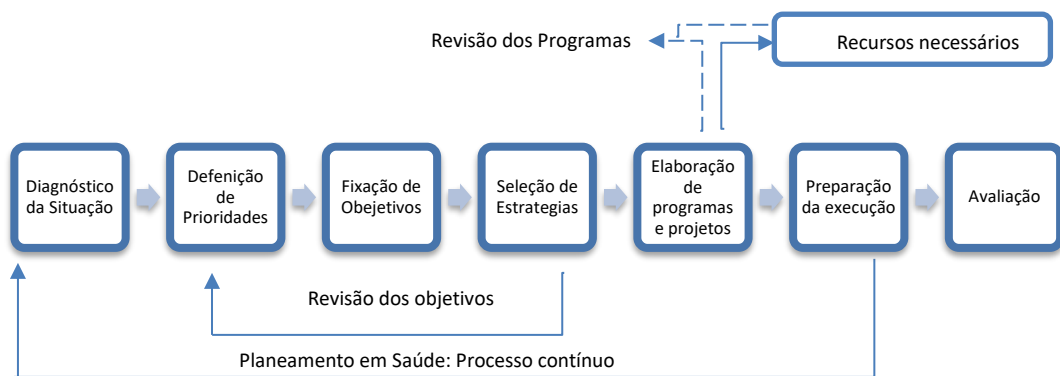 Revisão dos Programas
Recursos necessários
Diagnóstico
da Situação
Defenição
de
Prioridades
Fixação de
Obejetivos
Seleção de
Estrategias
Elaboração
de
programas
e projetos
Preparação
da execução
Avaliação
Revisão dos objetivos
Planeamento em Saúde: Processo contínuo